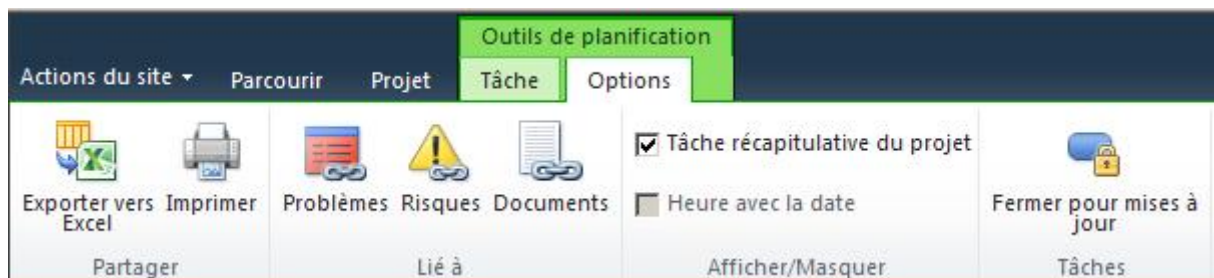 Outils de planification
Actions du site Parcourir Projet Tâche Options
Tâche récapitulative du projet
Heure avec la date
Exporter vers Excel
Imprimer
Problèmes
Risques
Documents
Fermer pour mises à jour
Partager
Lié à
Afficher/Masquer
Tâches